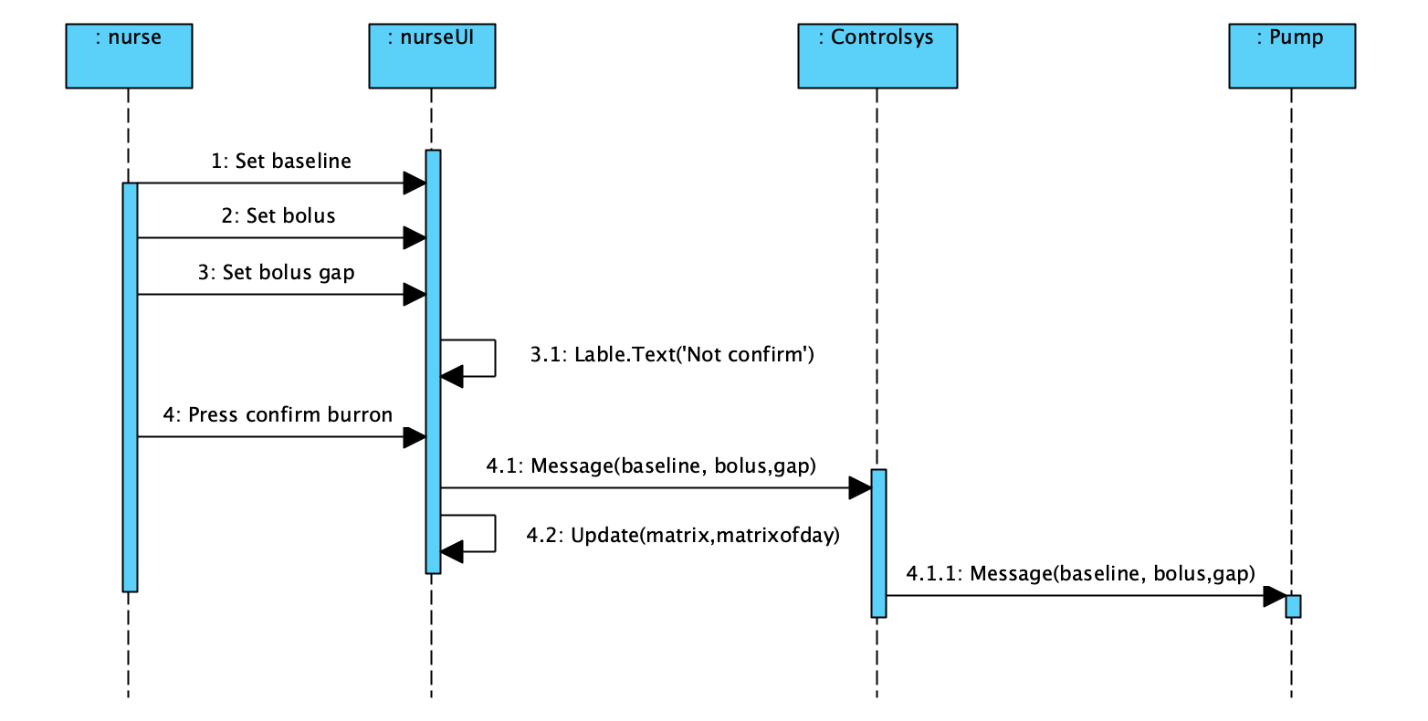 : nurse
: nurseUI
: Controlsys
: Pump
1: Set baseline
2: Set bolus
3: Set bolus gap
3.1: Lable.Text('Not confirm')
4: Press confirm burron
4.1: Message(baseline, bolus,gap)
4.2: Update(matrix,matrixofday)
4.1.1: Message(baseline, bolus,gap)